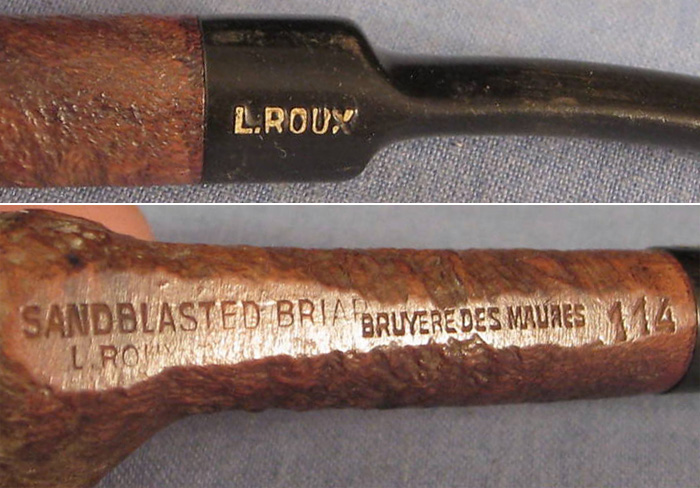 L.ROUX
SANDBLASTED BRIAR BRUYERE DES MAURES 114
L.ROUX